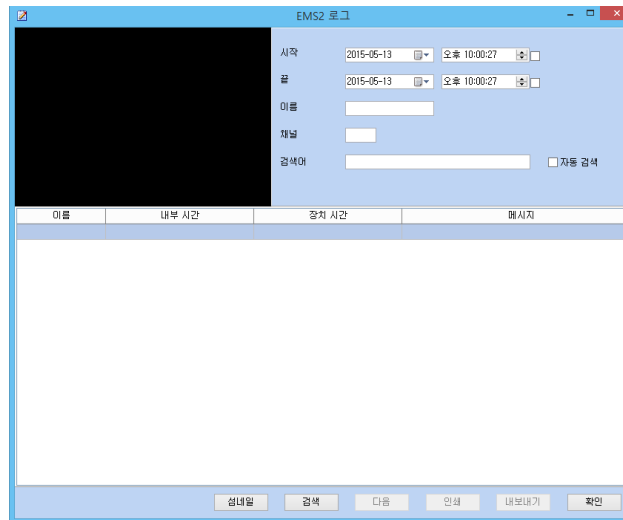 EMS2 로그
시작 2015-05-13 오후 10:00:27
끝 2015-05-13 오후 10:00:27
이름
채널
검색어 자동 검색
이름 내부 시간 장치 시간 메시지
섬네일 검색 다음 인쇄 내보내기 확인